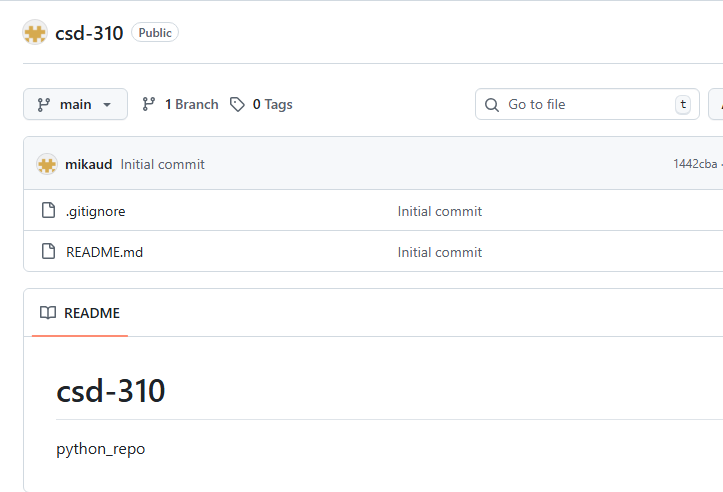 csd-310 Public
main 1 Branch 0 Tags Go to file t
mikaud Initial commit 1442cba
.gitignore Initial commit
README.md Initial commit
README
csd-310
python_repo